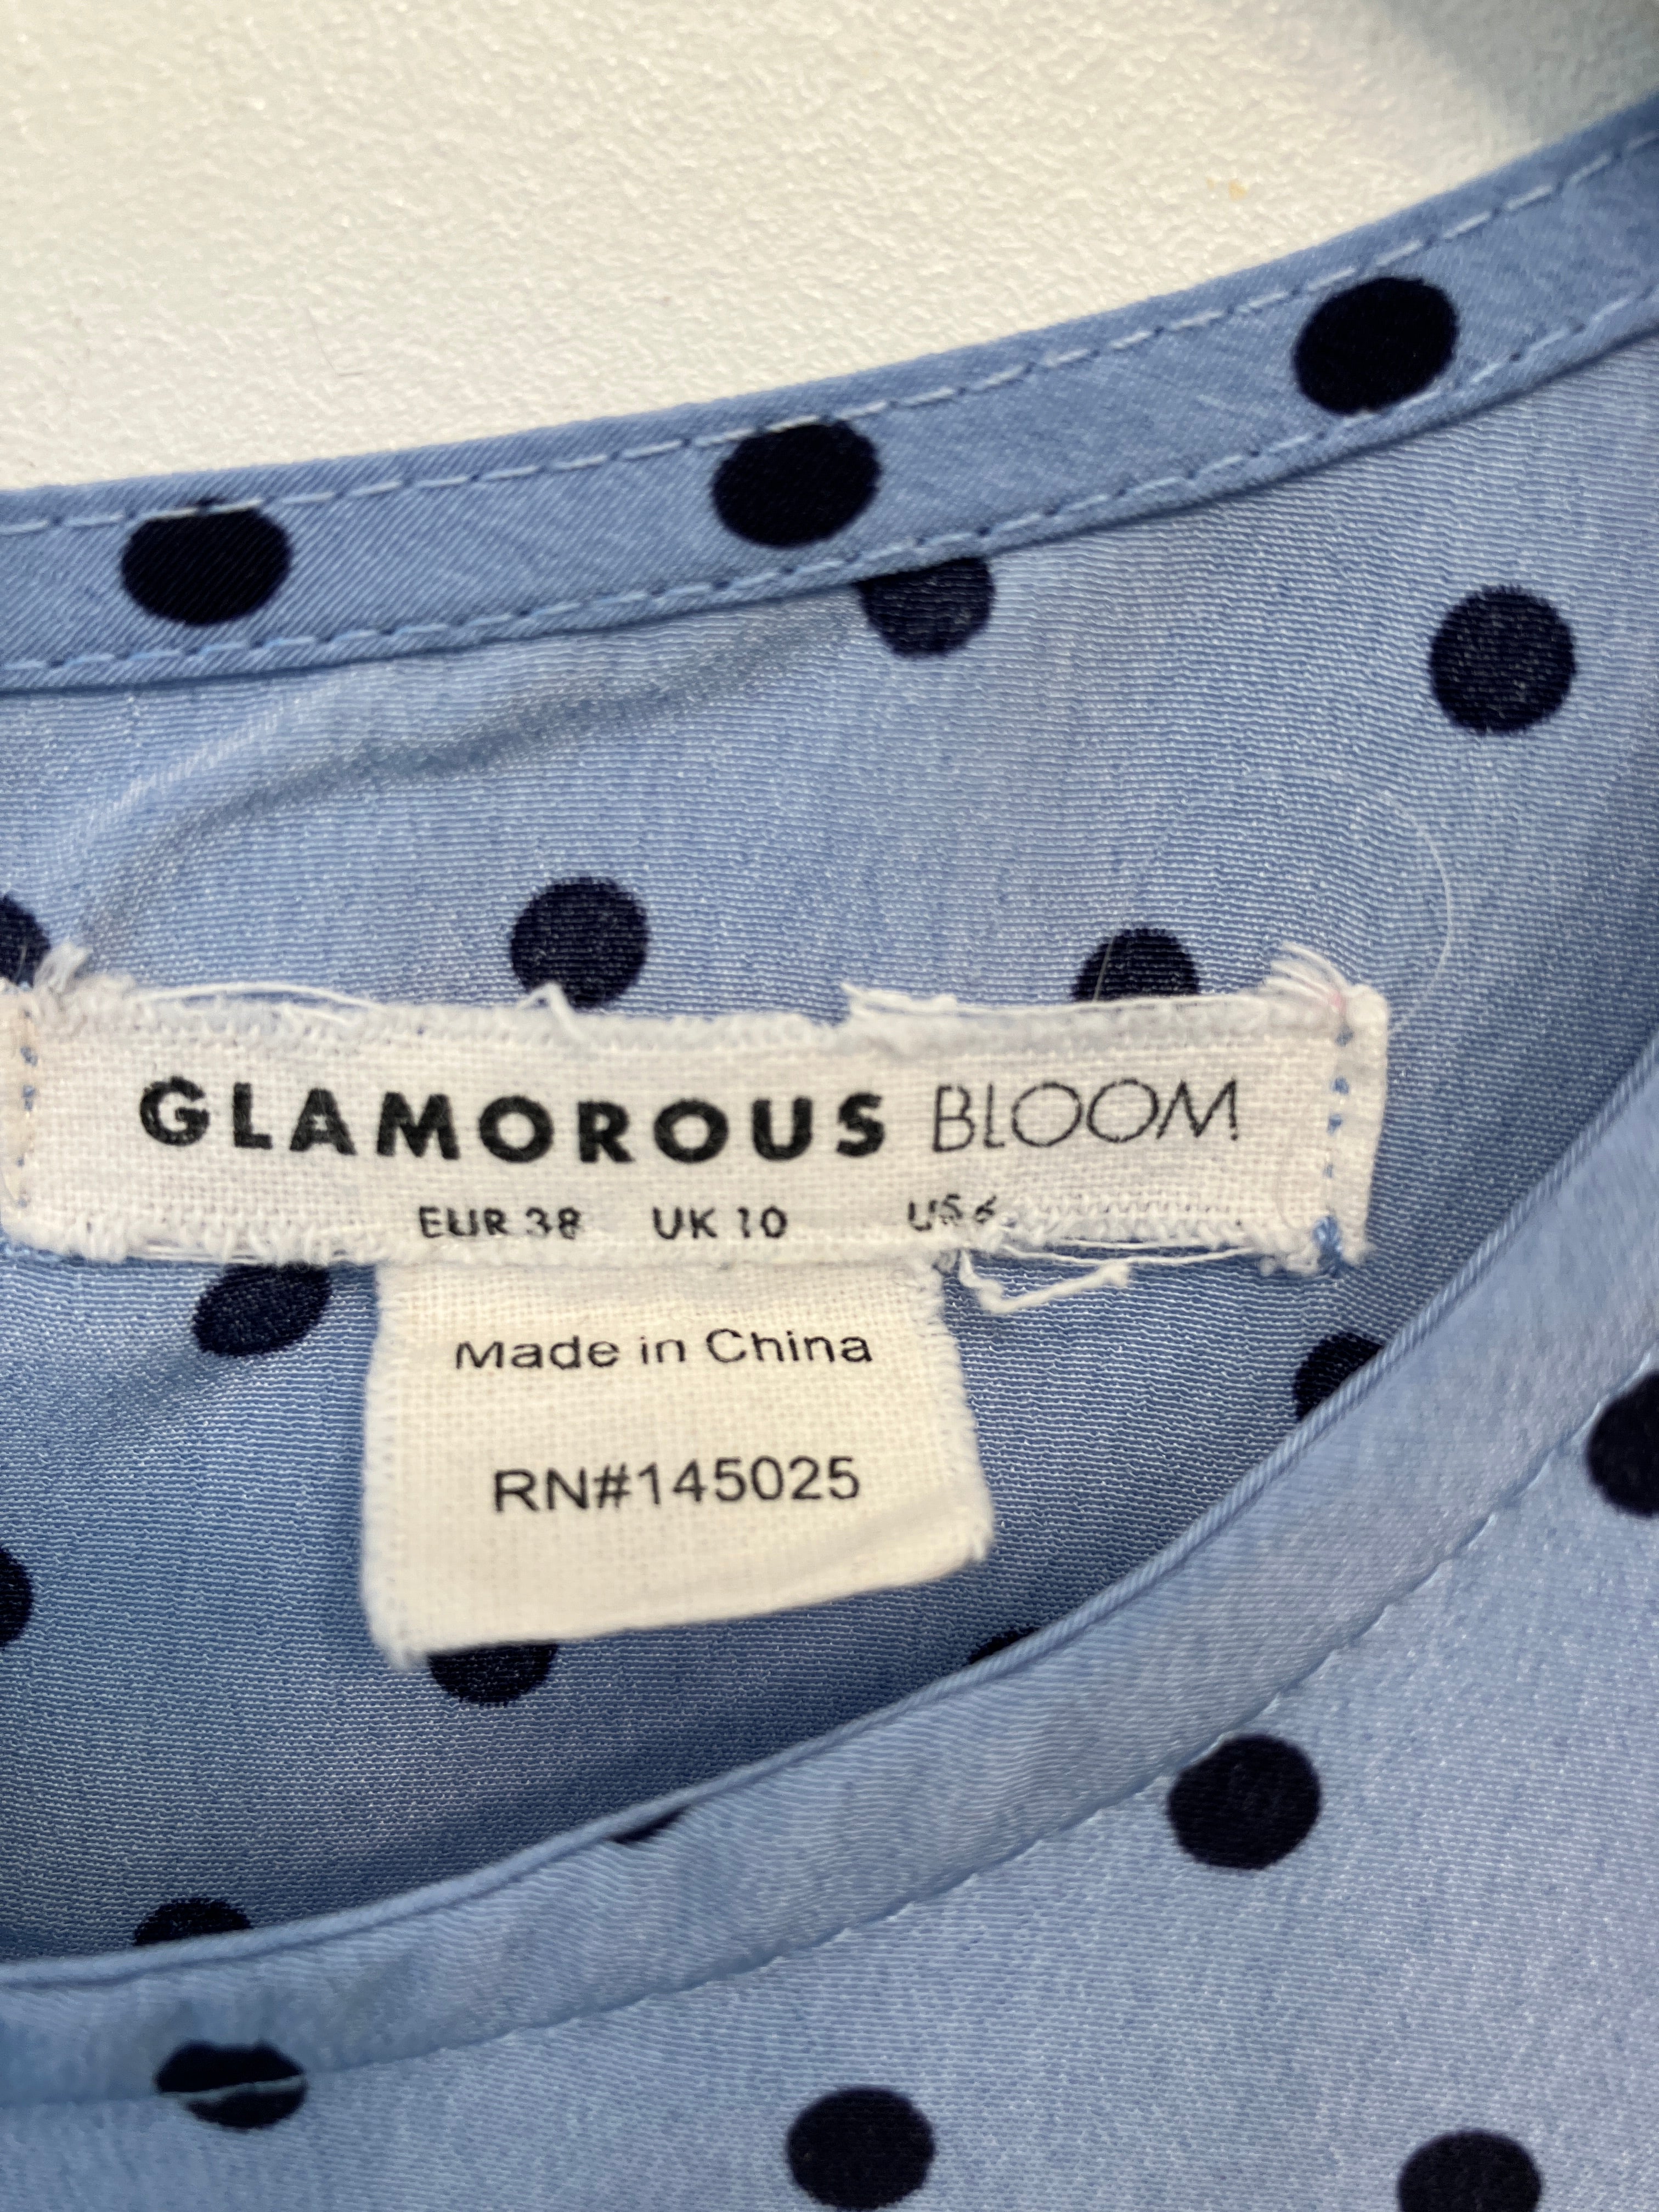 GLAMOROUS BLOOM
EUR 38 UK 10 US 6
Made in China
RN#145025